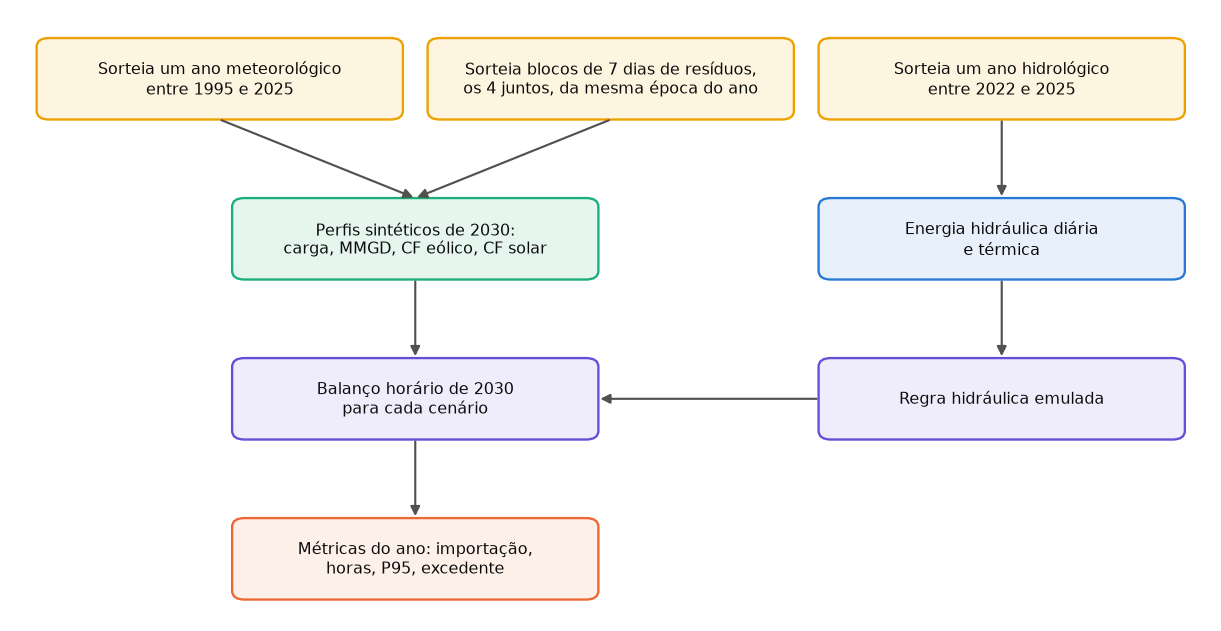 Sorteia um ano meteorológico
entre 1995 e 2025
Sorteia blocos de 7 dias de resíduos,
os 4 juntos, da mesma época do ano
Sorteia um ano hidrológico
entre 2022 e 2025
Perfis sintéticos de 2030:
carga, MMGD, CF eólico, CF solar
Energia hidráulica diária
e térmica
Balanço horário de 2030
para cada cenário
Regra hidráulica emulada
Métricas do ano: importação,
horas, P95, excedente